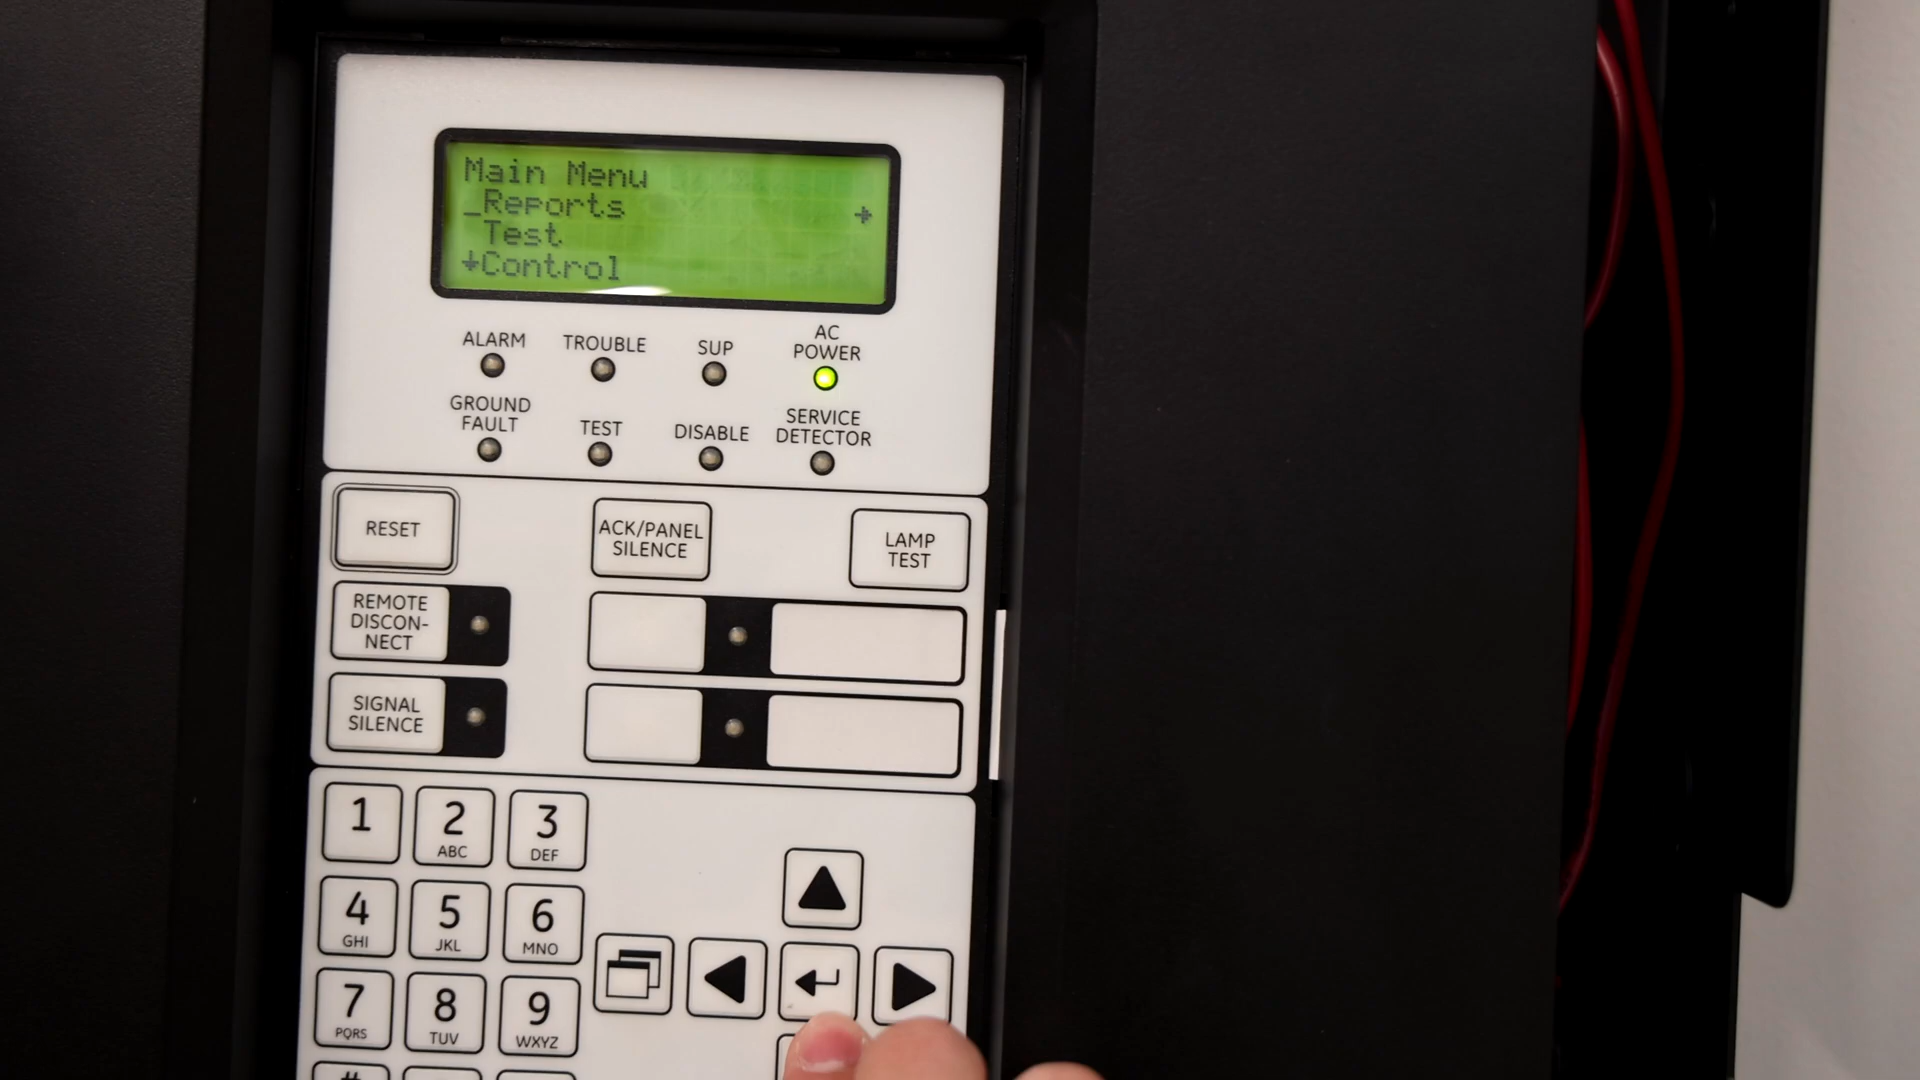 Main Menu
_Reports →
Test
↓Control
ALARM
TROUBLE
SUP
AC
POWER
GROUND
FAULT
TEST
DISABLE
SERVICE
DETECTOR
RESET
ACK/PANEL
SILENCE
LAMP
TEST
REMOTE
DISCON-
NECT
SIGNAL
SILENCE
1
2
ABC
3
DEF
4
GHI
5
JKL
6
MNO
7
PQRS
8
TUV
9
WXYZ